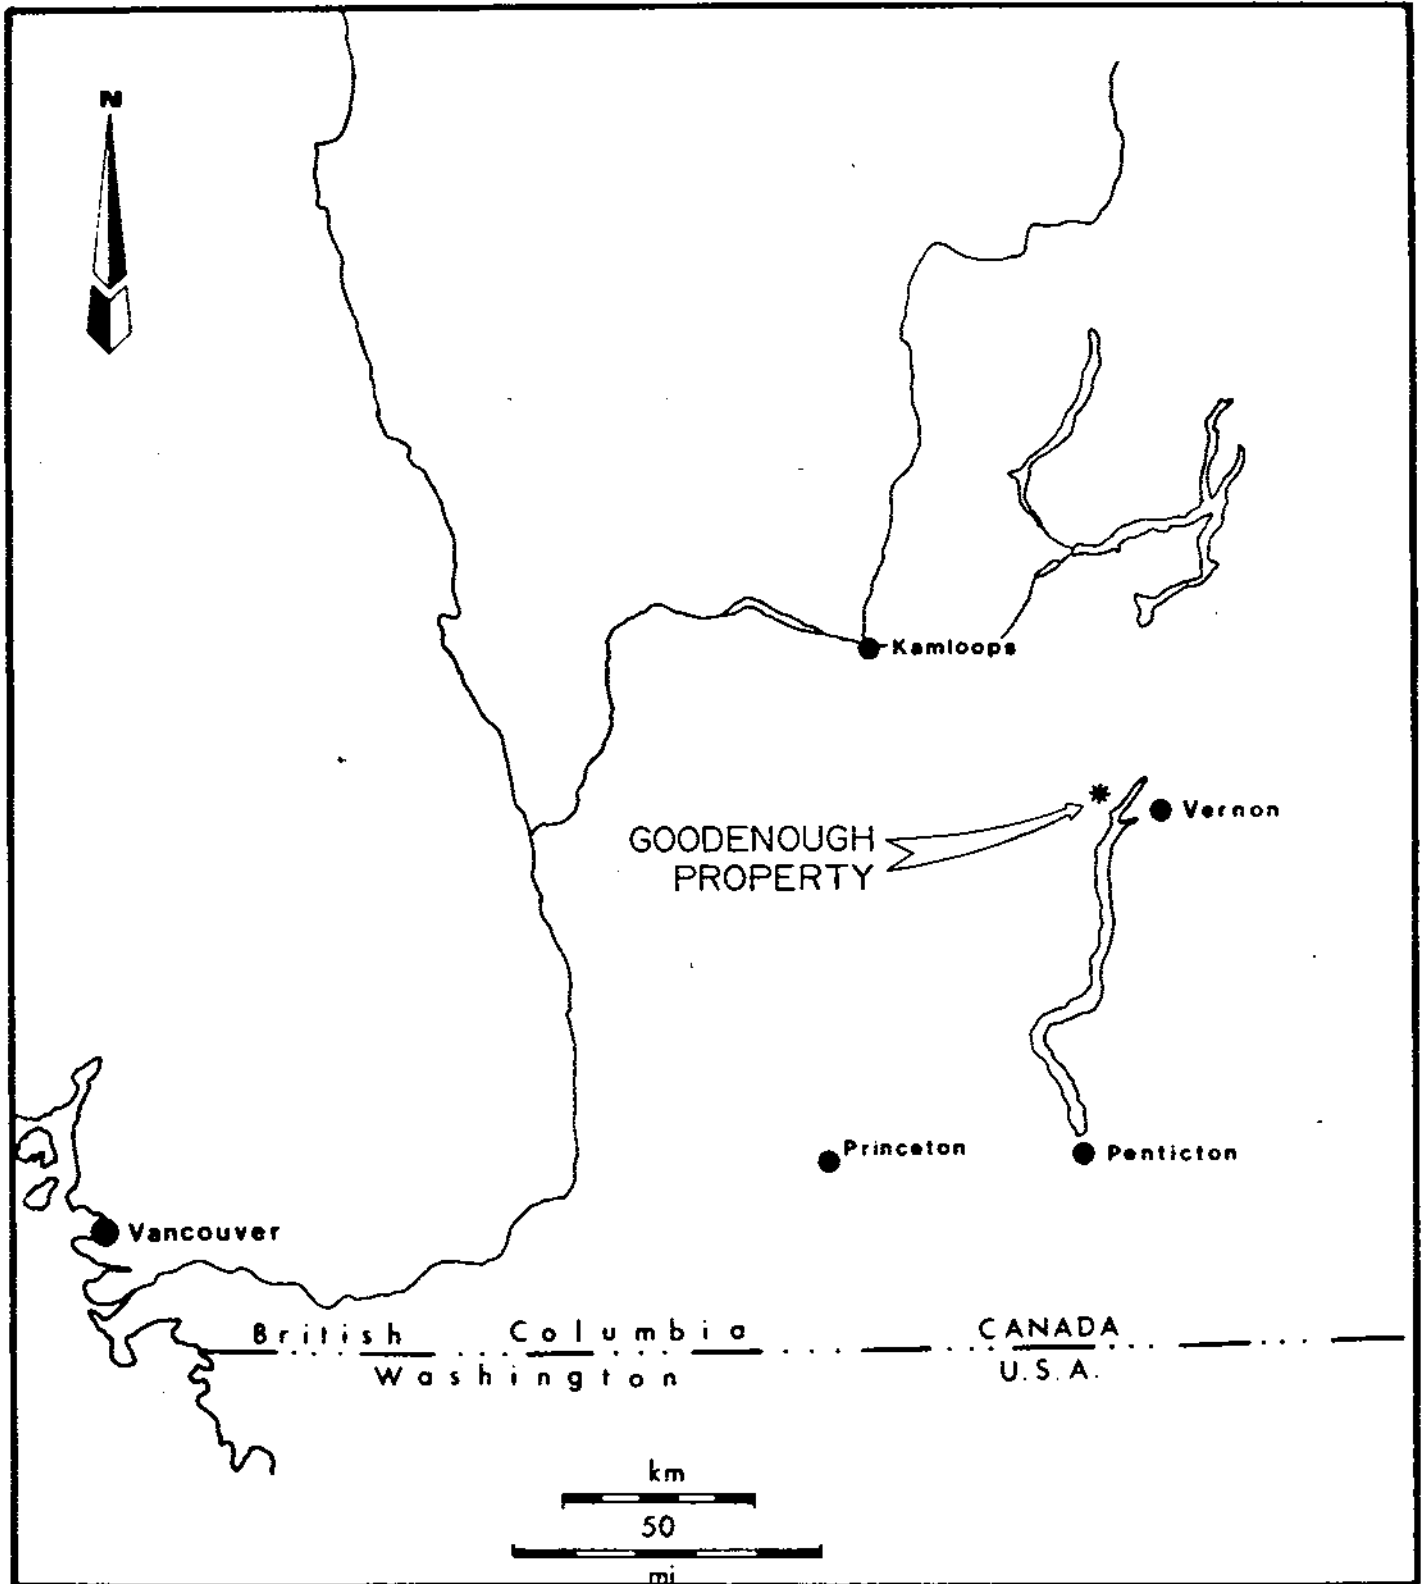 N
Kamloops
Vernon
GOODENOUGH
PROPERTY
Princeton
Penticton
Vancouver
British Columbia
CANADA
Washington
U.S.A.
km
50
mi